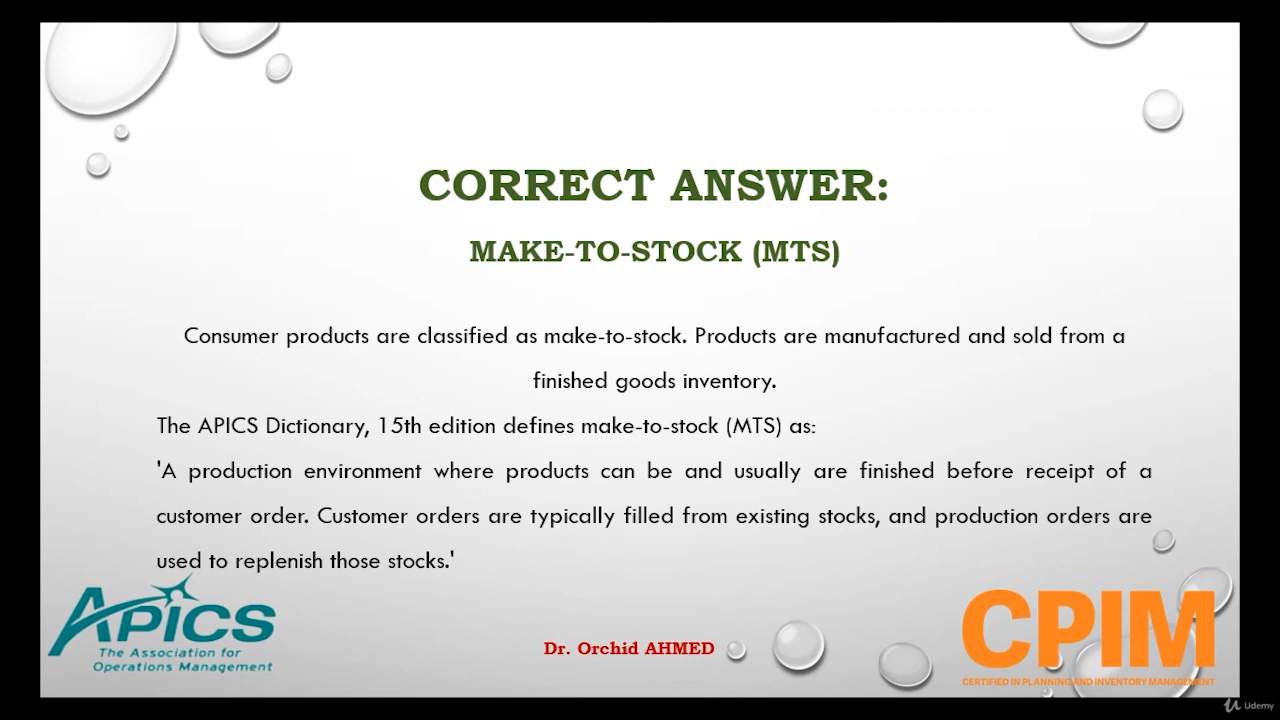 CORRECT ANSWER:
MAKE-TO-STOCK (MTS)
Consumer products are classified as make-to-stock. Products are manufactured and sold from a
finished goods inventory.
The APICS Dictionary, 15th edition defines make-to-stock (MTS) as:
'A production environment where products can be and usually are finished before receipt of a
customer order. Customer orders are typically filled from existing stocks, and production orders are
used to replenish those stocks.'
APICS
The Association for
Operations Management
Dr. Orchid AHMED
CPIM
CERTIFIED IN PLANNING AND INVENTORY MANAGEMENT
Udemy